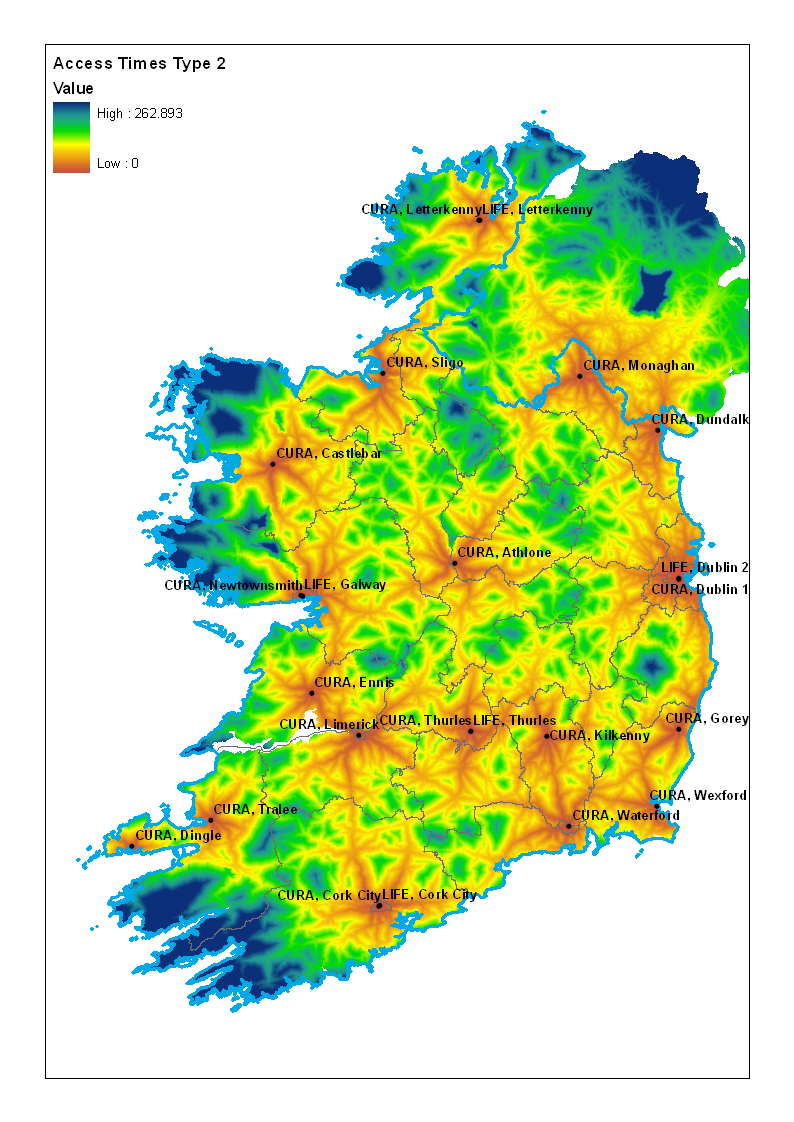 Access Times Type 2
Value
High : 262.893
Low : 0
CURA, LetterkennyLIFE, Letterkenny
CURA, Sligo
CURA, Monaghan
CURA, Dundalk
CURA, Castlebar
CURA, Athlone
LIFE, Dublin 2
CURA, NewtownsmithLIFE, Galway
CURA, Dublin 1
CURA, Ennis
CURA, Limerick
CURA, ThurlesLIFE, Thurles
CURA, Gorey
CURA, Kilkenny
CURA, Wexford
CURA, Tralee
CURA, Waterford
CURA, Dingle
CURA, Cork CityLIFE, Cork City